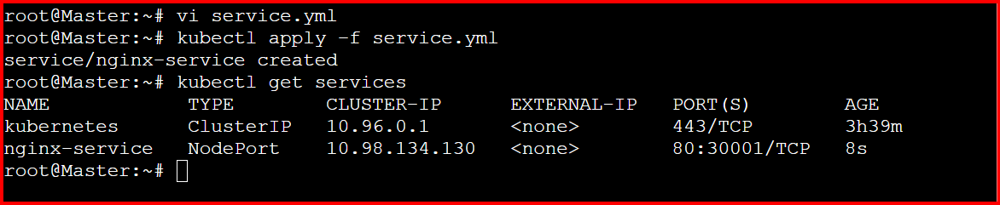 root@Master:~# vi service.yml
root@Master:~# kubectl apply -f service.yml
service/nginx-service created
root@Master:~# kubectl get services
NAME            TYPE        CLUSTER-IP      EXTERNAL-IP   PORT(S)        AGE
kubernetes      ClusterIP   10.96.0.1       <none>        443/TCP        3h39m
nginx-service   NodePort    10.98.134.130   <none>        80:30001/TCP   8s
root@Master:~#